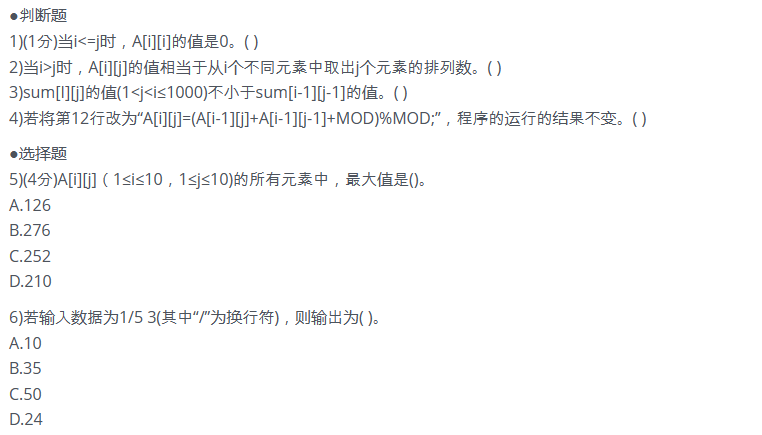 ●判断题
1)(1分)当i<=j时，A[i][i]的值是0。( )
2)当i>j时，A[i][j]的值相当于从i个不同元素中取出j个元素的排列数。( )
3)sum[l][j]的值(1<j<i≤1000)不小于sum[i-1][j-1]的值。( )
4)若将第12行改为“A[i][j]=(A[i-1][j]+A[i-1][j-1]+MOD)%MOD;”，程序的运行的结果不变。( )
●选择题
5)(4分)A[i][j]（1≤i≤10，1≤j≤10)的所有元素中，最大值是()。
A.126
B.276
C.252
D.210
6)若输入数据为1/5 3(其中“/”为换行符)，则输出为( )。
A.10
B.35
C.50
D.24